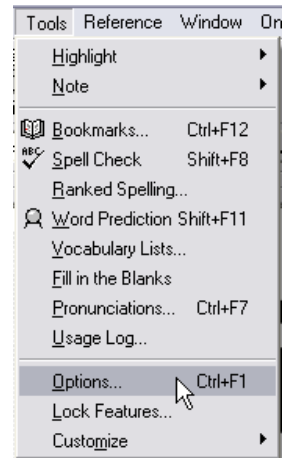 Tools Reference Window On
Highlight
Note
Bookmarks... Ctrl+F12
ABC Spell Check Shift+F8
Ranked Spelling...
Word Prediction Shift+F11
Vocabulary Lists...
Fill in the Blanks
Pronunciations... Ctrl+F7
Usage Log...
Options... Ctrl+F1
Lock Features...
Customize